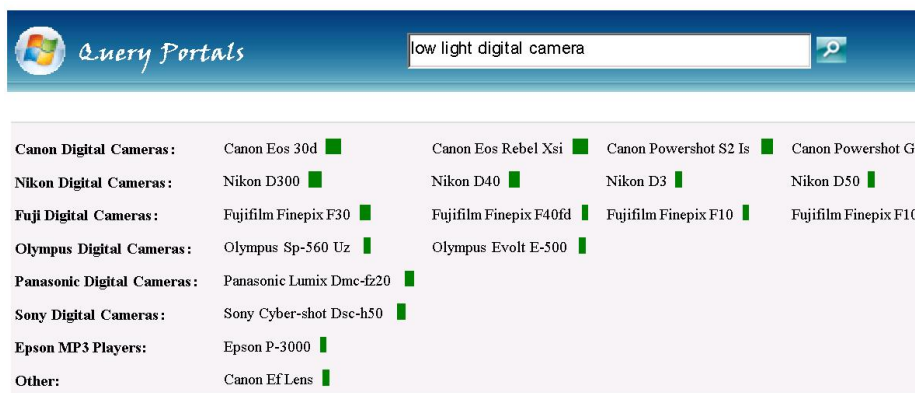 Query Portals
low light digital camera
Canon Digital Cameras: Canon Eos 30d Canon Eos Rebel Xsi Canon Powershot S2 Is Canon Powershot G
Nikon Digital Cameras: Nikon D300 Nikon D40 Nikon D3 Nikon D50
Fuji Digital Cameras: Fujifilm Finepix F30 Fujifilm Finepix F40fd Fujifilm Finepix F10 Fujifilm Finepix F10
Olympus Digital Cameras: Olympus Sp-560 Uz Olympus Evolt E-500
Panasonic Digital Cameras: Panasonic Lumix Dmc-fz20
Sony Digital Cameras: Sony Cyber-shot Dsc-h50
Epson MP3 Players: Epson P-3000
Other: Canon Ef Lens